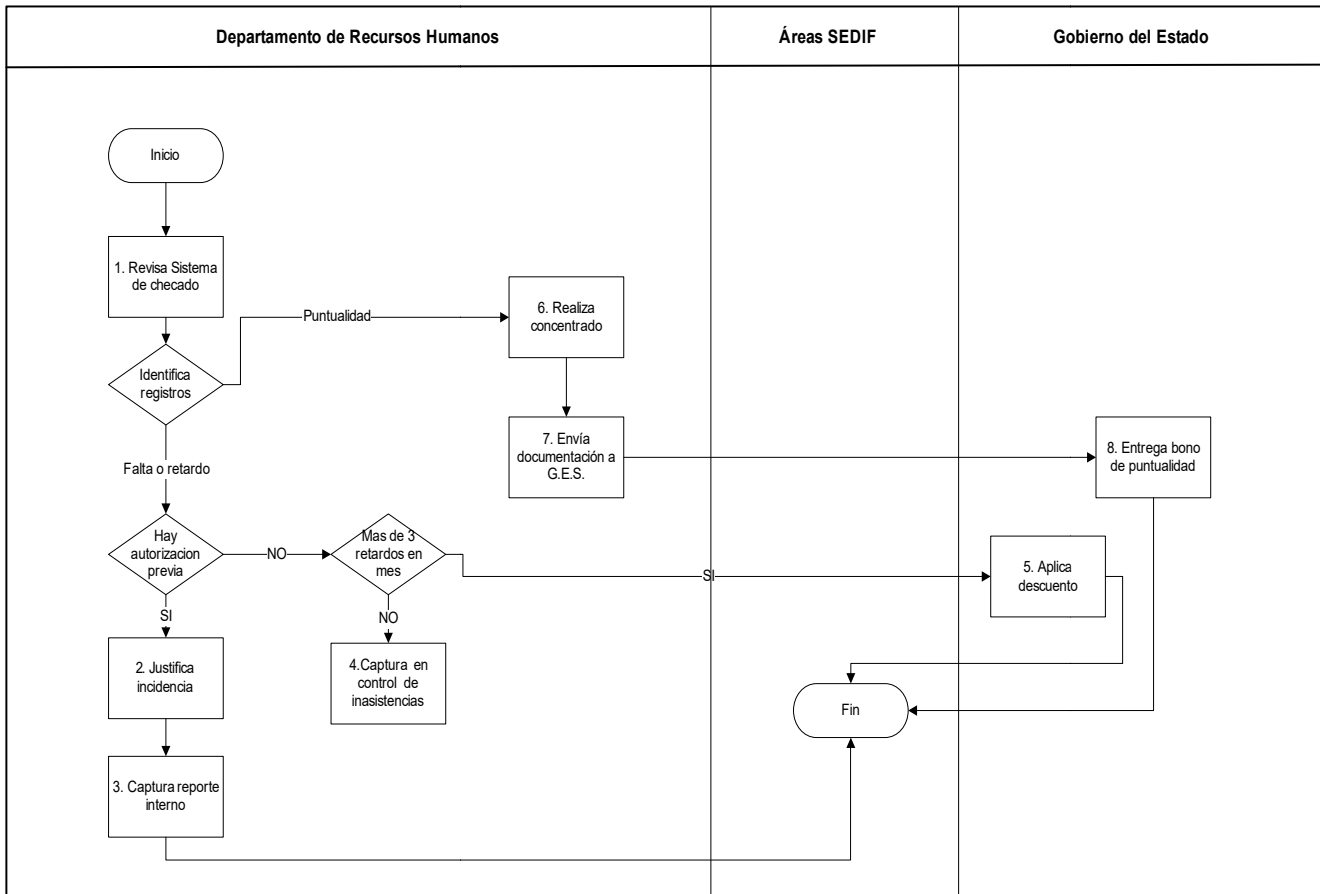 Departamento de Recursos Humanos
Áreas SEDIF
Gobierno del Estado
Inicio
1. Revisa Sistema
de checado
Puntualidad
6. Realiza
concentrado
Identifica
registros
7. Envía
documentación a
G.E.S.
8. Entrega bono
de puntualidad
Falta o retardo
Hay
autorizacion
previa
NO
Mas de 3
retardos en
mes
SI
5. Aplica
descuento
SI
NO
2. Justifica
incidencia
4.Captura en
control de
inasistencias
Fin
3. Captura reporte
interno